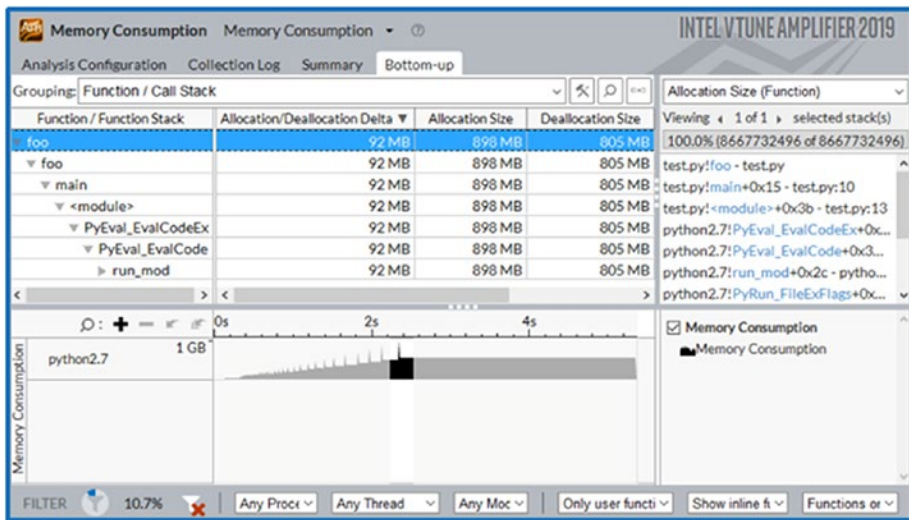 Memory Consumption Memory Consumption
INTEL VTUNE AMPLIFIER 2019
Analysis Configuration Collection Log Summary Bottom-up
Grouping: Function / Call Stack
Function / Function Stack Allocation/Deallocation Delta ▼ Allocation Size Deallocation Size
foo 92 MB 898 MB 805 MB
foo 92 MB 898 MB 805 MB
main 92 MB 898 MB 805 MB
<module> 92 MB 898 MB 805 MB
PyEval_EvalCodeEx 92 MB 898 MB 805 MB
PyEval_EvalCode 92 MB 898 MB 805 MB
run_mod 92 MB 898 MB 805 MB
Allocation Size (Function)
Viewing 1 of 1 selected stack(s)
100.0% (8667732496 of 8667732496)
test.py!foo - test.py
test.py!main+0x15 - test.py:10
test.py!<module>+0x3b - test.py:13
python2.7!PyEval_EvalCodeEx+0x...
python2.7!PyEval_EvalCode+0x3...
python2.7!run_mod+0x2c - pytho...
python2.7!PyRun_FileExFlags+0x...
0s 2s 4s
Memory Consumption
python2.7 1 GB
Memory Consumption
Memory Consumption
FILTER 10.7% Any Proce Any Thread Any Moc Only user functi Show inline fu Functions or